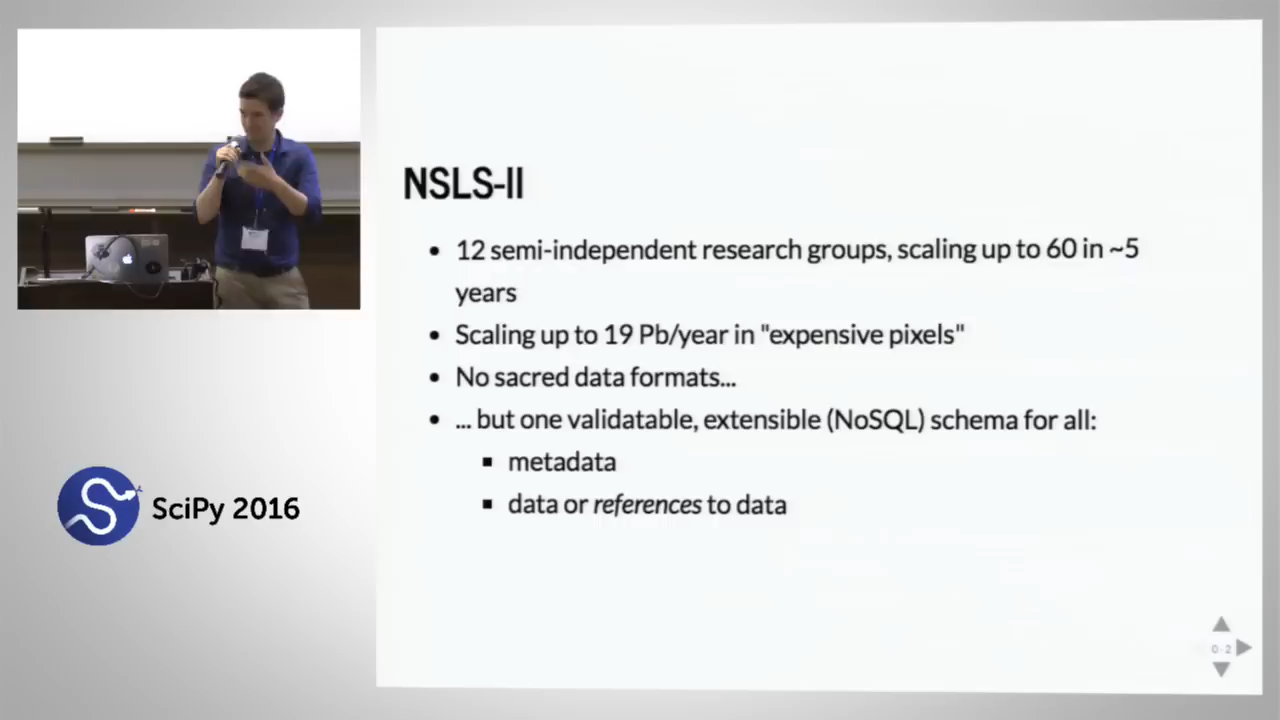 NSLS-II
• 12 semi-independent research groups, scaling up to 60 in ~5
years
• Scaling up to 19 Pb/year in "expensive pixels"
• No sacred data formats...
• ... but one validatable, extensible (NoSQL) schema for all:
▪ metadata
▪ data or references to data
SciPy 2016
0-2